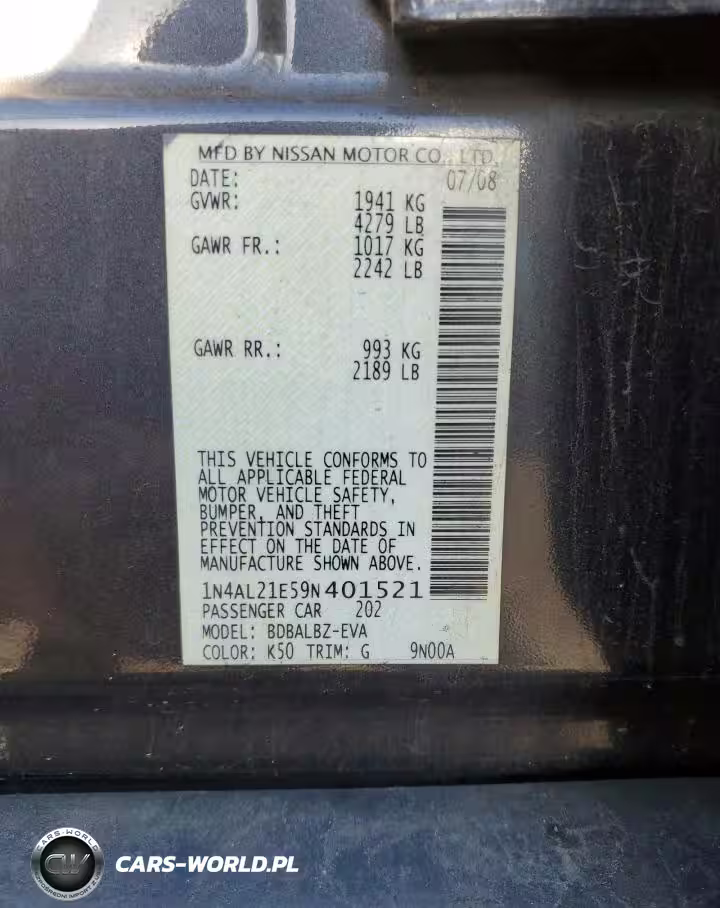 MFD BY NISSAN MOTOR CO., LTD.
DATE: 07/08
GVWR: 1941 KG
4279 LB
GAWR FR.: 1017 KG
2242 LB
GAWR RR.: 993 KG
2189 LB
THIS VEHICLE CONFORMS TO
ALL APPLICABLE FEDERAL
MOTOR VEHICLE SAFETY,
BUMPER, AND THEFT
PREVENTION STANDARDS IN
EFFECT ON THE DATE OF
MANUFACTURE SHOWN ABOVE.
1N4AL21E59N401521
PASSENGER CAR 202
MODEL: BDBALBZ-EVA
COLOR: K50 TRIM: G 9N00A
CARS-WORLD
CW
CARS-WORLD.PL